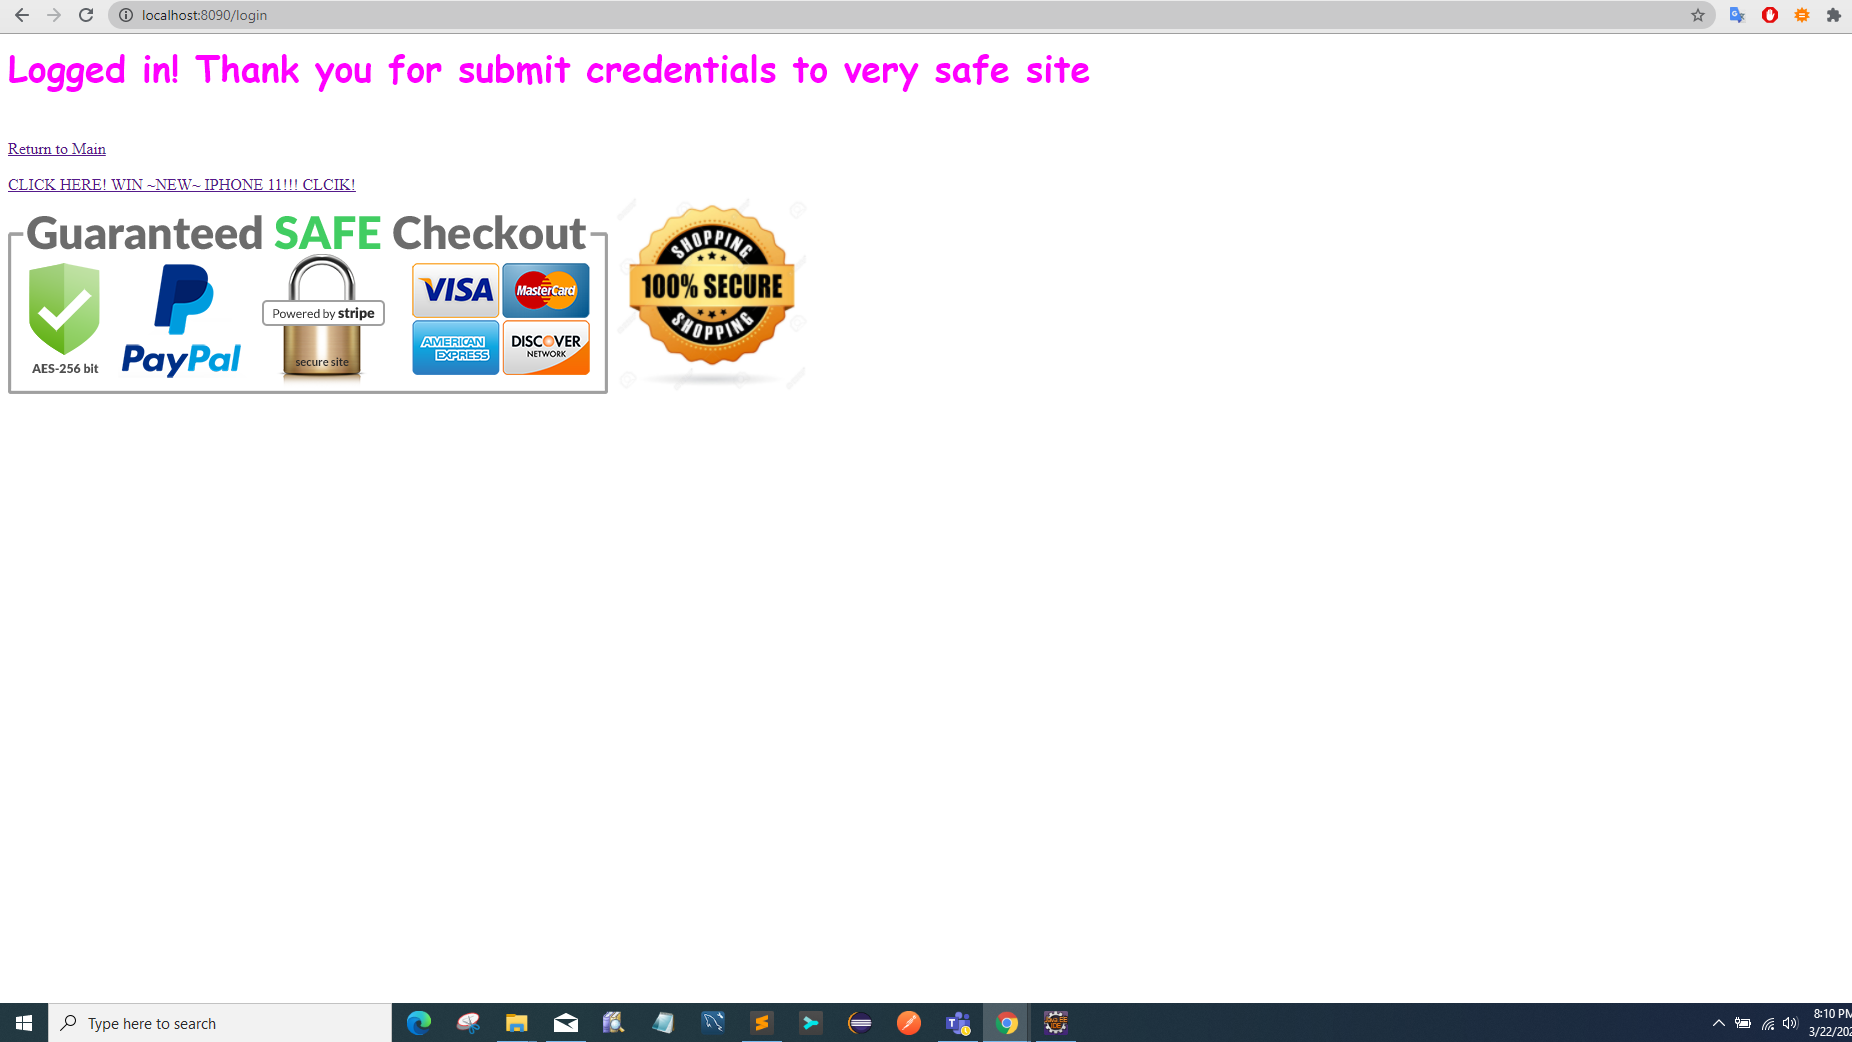 localhost:8090/login
Logged in! Thank you for submit credentials to very safe site
Return to Main
CLICK HERE! WIN ~NEW~ IPHONE 11!!! CLCIK!
Guaranteed SAFE Checkout
AES-256 bit
PayPal
Powered by stripe
secure site
VISA
MasterCard
AMERICAN EXPRESS
DISCOVER
NETWORK
SHOPPING
100% SECURE
SHOPPING
Type here to search
8:10 PM
3/22/202